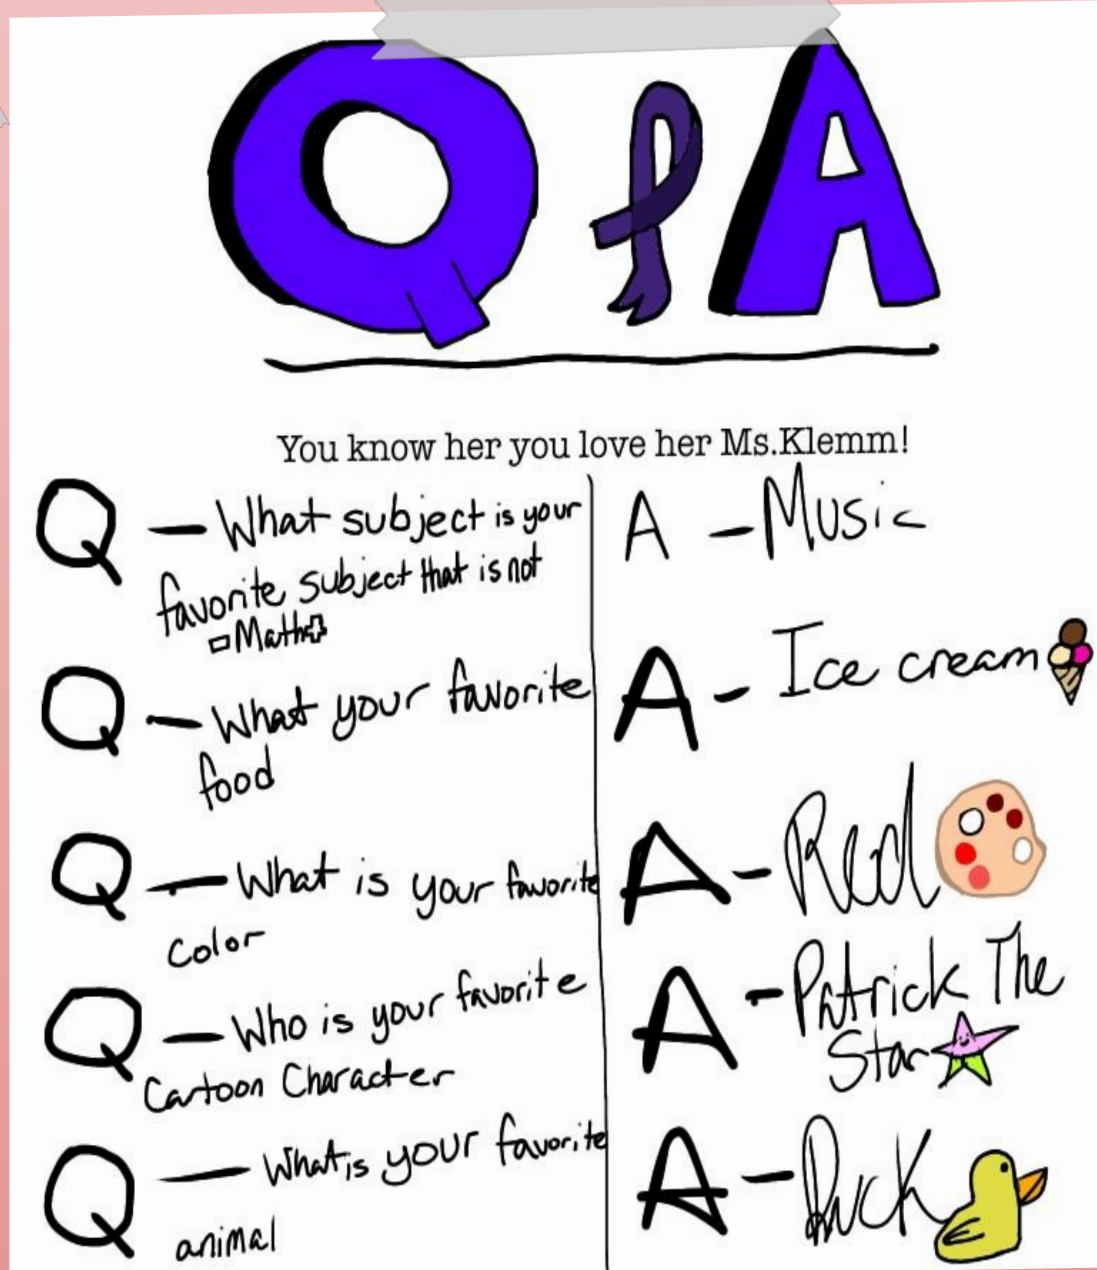 Q & A
You know her you love her Ms.Klemm!
Q — What subject is your
favorite subject that is not
Math
A – Music
Q — What your favorite
food
A – Ice cream
Q — What is your favorite
Color
A – Red
Q — Who is your favorite
Cartoon Character
A – Patrick The
Star
Q — What is your favorite
animal
A – Duck